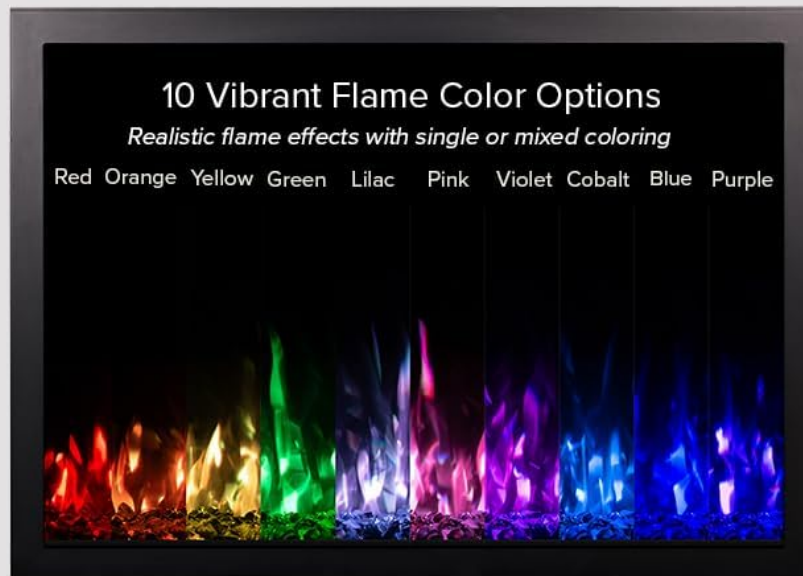 10 Vibrant Flame Color Options
Realistic flame effects with single or mixed coloring
Red Orange Yellow Green Lilac Pink Violet Cobalt Blue Purple